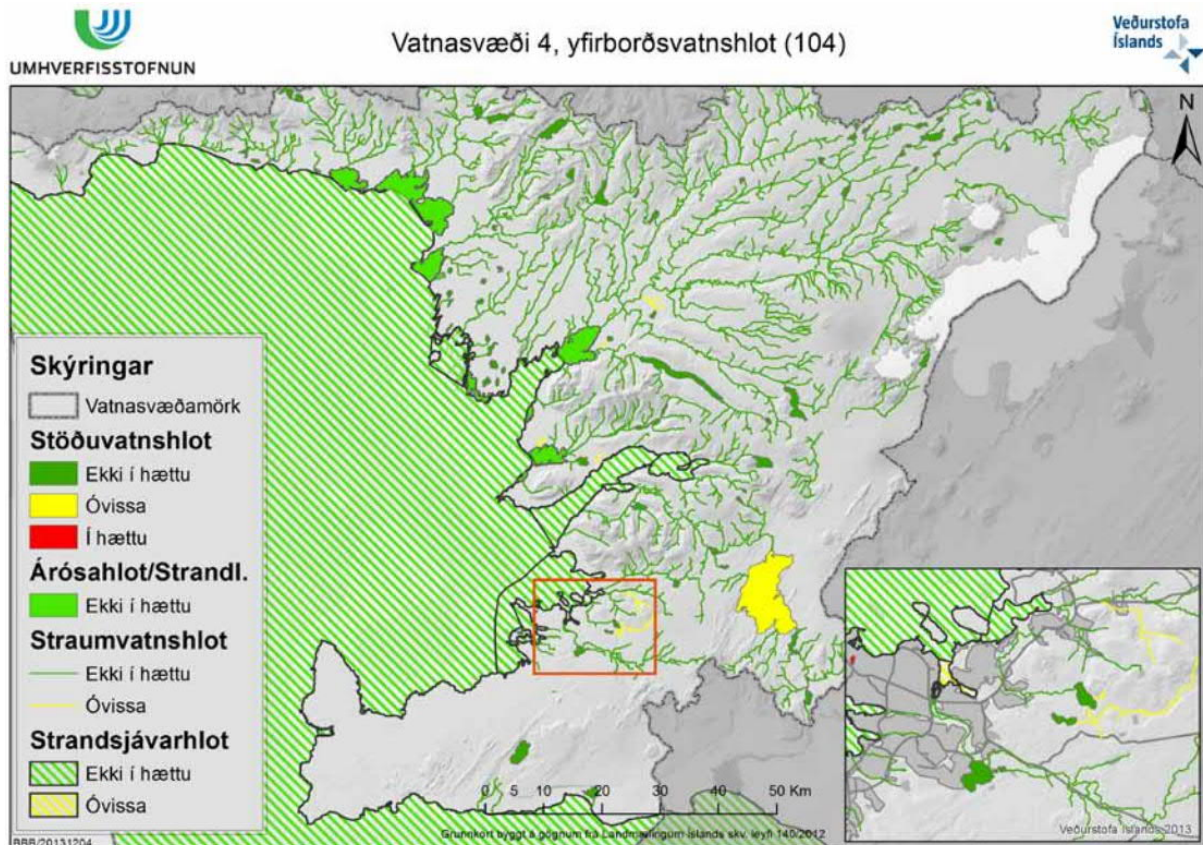 UMHVERFISSTOFNUN
Vatnasvæði 4, yfirborðsvatnshlot (104)
Veðurstofa
Íslands
N
Skýringar
Vatnasvæðamörk
Stöðuvatnshlot
Ekki í hættu
Óvissa
Í hættu
Árósahlot/Strandl.
Ekki í hættu
Straumvatnshlot
Ekki í hættu
Óvissa
Strandsjávarhlot
Ekki í hættu
Óvissa
0 5 10 20 30 40 50 Km
Grunnkort byggt á gögnum frá Landmælingum Íslands skv. leyfi 140/2012
Veðurstofa Íslands 2013
BBB/20131204